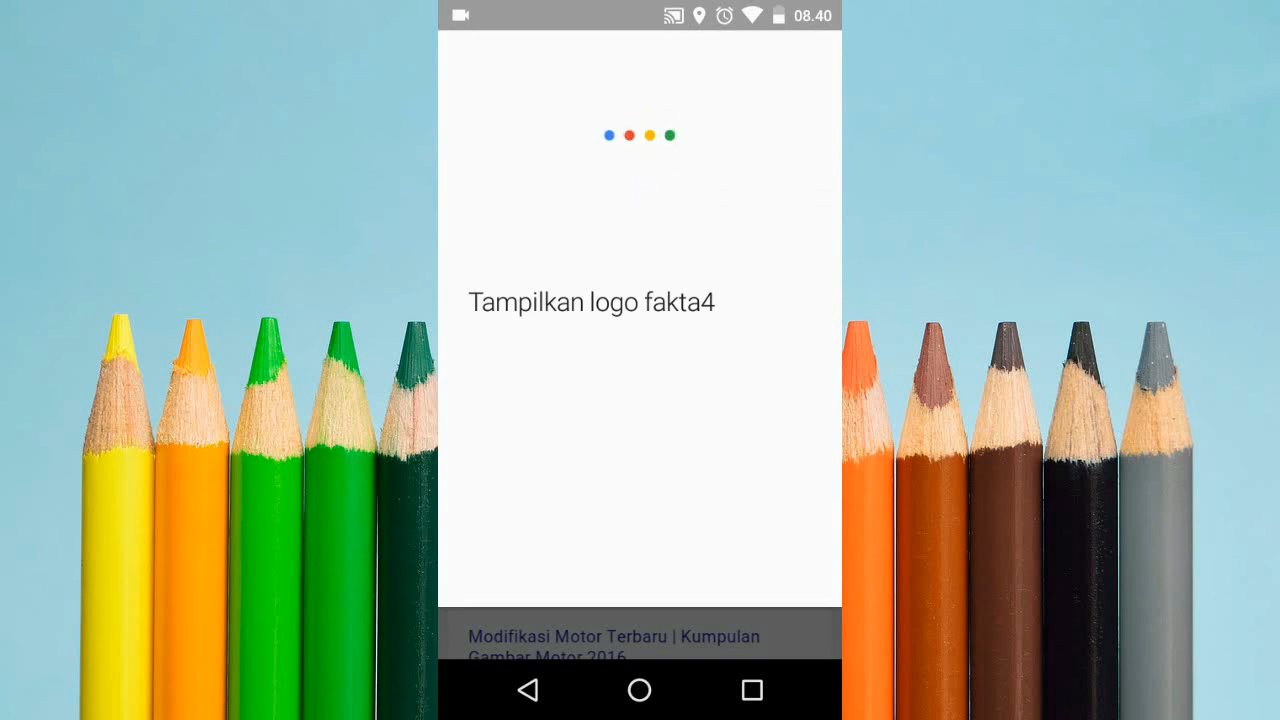 08.40
Tampilkan logo fakta4
Modifikasi Motor Terbaru | Kumpulan
Gambar Motor 2016